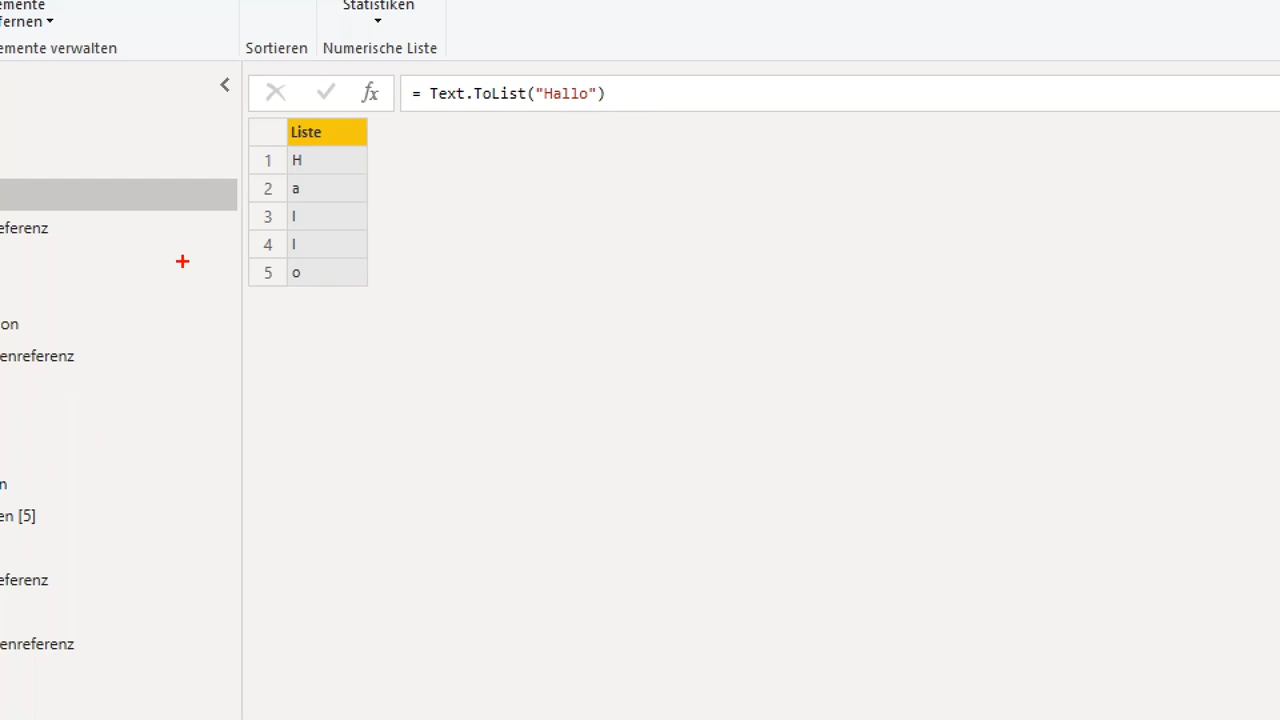 emente
fernen
emente verwalten
Statistiken
Sortieren
Numerische Liste
fx
= Text.ToList("Hallo")
Liste
1 H
2 a
3 l
4 l
5 o
eferenz
on
enreferenz
n
en [5]
eferenz
enreferenz